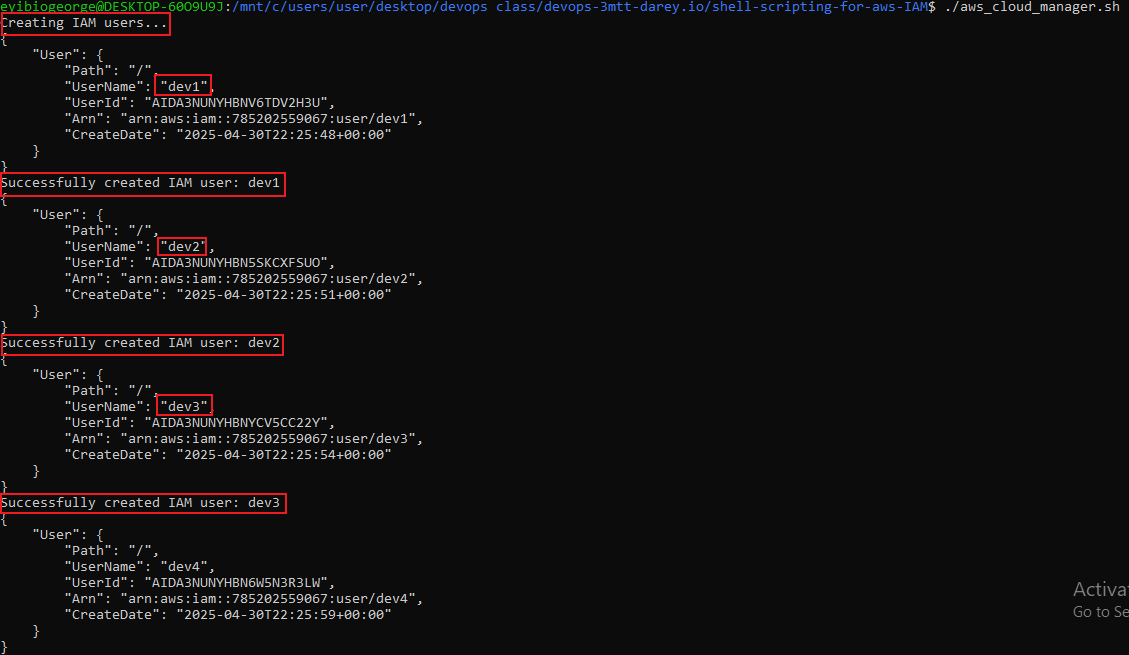 evibiogeorge@DESKTOP-60O9U9J:/mnt/c/users/user/desktop/devops class/devops-3mtt-darey.io/shell-scripting-for-aws-IAM$ ./aws_cloud_manager.sh
Creating IAM users...
{
    "User": {
        "Path": "/",
        "UserName": "dev1",
        "UserId": "AIDA3NUNYHBNV6TDV2H3U",
        "Arn": "arn:aws:iam::785202559067:user/dev1",
        "CreateDate": "2025-04-30T22:25:48+00:00"
    }
}
Successfully created IAM user: dev1
{
    "User": {
        "Path": "/",
        "UserName": "dev2",
        "UserId": "AIDA3NUNYHBN5SKCXFSUO",
        "Arn": "arn:aws:iam::785202559067:user/dev2",
        "CreateDate": "2025-04-30T22:25:51+00:00"
    }
}
Successfully created IAM user: dev2
{
    "User": {
        "Path": "/",
        "UserName": "dev3",
        "UserId": "AIDA3NUNYHBNYCV5CC22Y",
        "Arn": "arn:aws:iam::785202559067:user/dev3",
        "CreateDate": "2025-04-30T22:25:54+00:00"
    }
}
Successfully created IAM user: dev3
{
    "User": {
        "Path": "/",
        "UserName": "dev4",
        "UserId": "AIDA3NUNYHBN6W5N3R3LW",
        "Arn": "arn:aws:iam::785202559067:user/dev4",
        "CreateDate": "2025-04-30T22:25:59+00:00"
    }
}
Activa
Go to Se